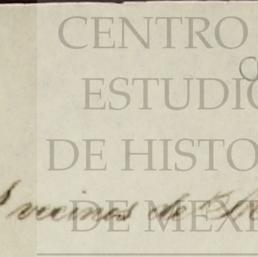 CENTRO
ESTUDIO
DE HISTO
DE MEXI
vecinos de